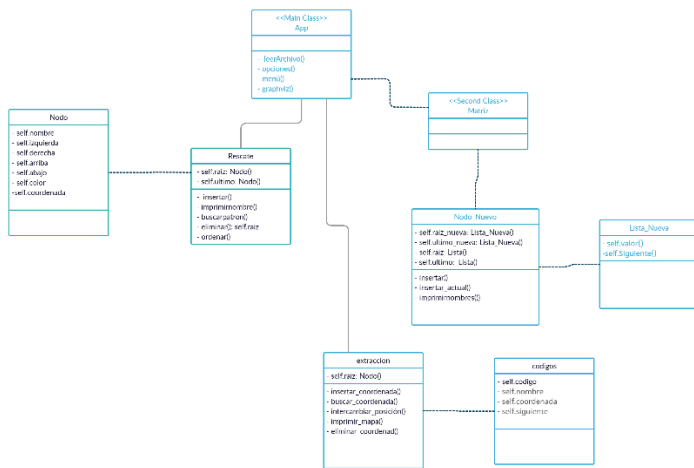 <<Main Class>>
App
- leerArchivo()
- opciones()
menú()
- graphviz()
<<Second Class>>
Matriz
Nodo
- self.nombre
- self.izquierda
- self.derecha
- self.arriba
- self.abajo
- self.color
-self.coordenada
Rescate
- self.raiz: Nodo()
- self.ultimo: Nodo()
- insertar()
imprimirnombre()
- buscarpatron()
- eliminar(): self.raiz
- ordenar()
Nodo_Nuevo
- self.raiz_nueva: Lista_Nueva()
- self.ultimo_nueva: Lista_Nueva()
- self.raiz: Lista()
- self.ultimo: Lista()
- insertar()
- insertar_actual()
imprimirnombres()
Lista_Nueva
- self.valor()
-self.Siguiente()
extraccion
- self.raiz: Nodo()
- insertar_coordenada()
- buscar_coordenada()
- intercambiar_posición()
imprimir_mapa()
- eliminar_coordenad()
codigos
- self.codigo
- self.nombre
- self.coordenada
- self.siguiente